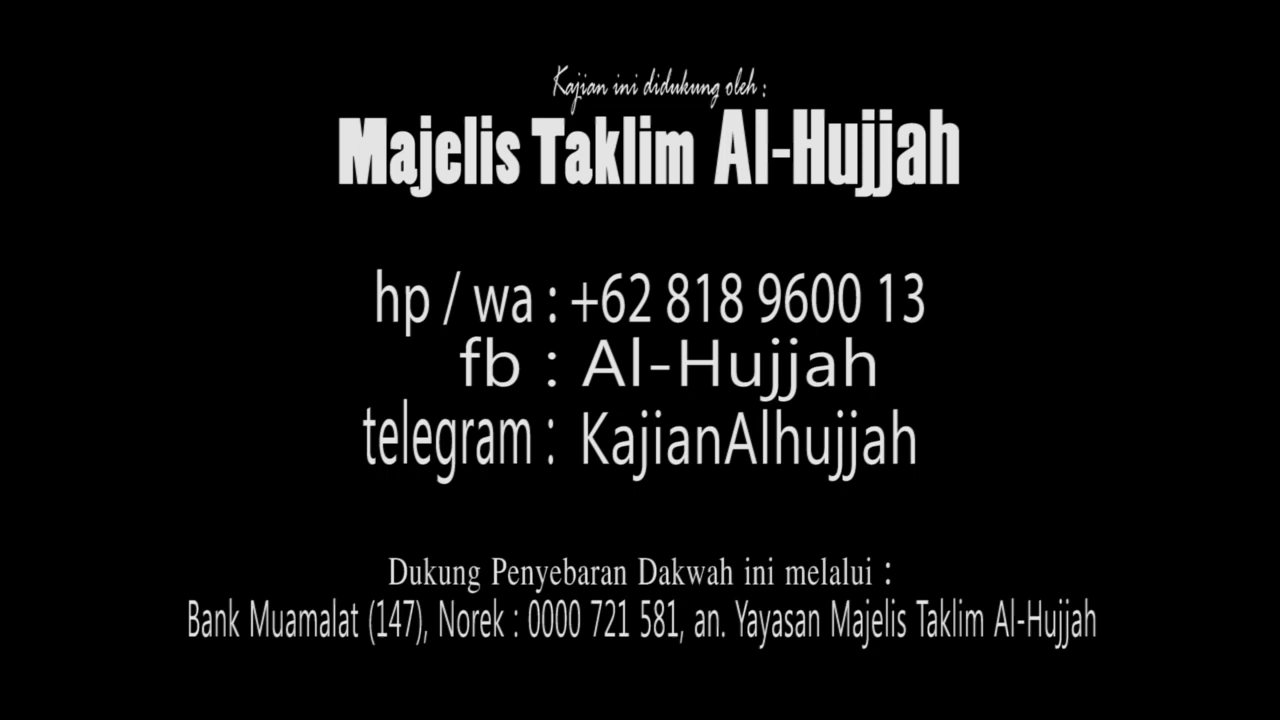 Kajian ini didukung oleh :
Majelis Taklim Al-Hujjah
hp / wa : +62 818 9600 13
fb : Al-Hujjah
telegram : KajianAlhujjah
Dukung Penyebaran Dakwah ini melalui :
Bank Muamalat (147), Norek : 0000 721 581, an. Yayasan Majelis Taklim Al-Hujjah